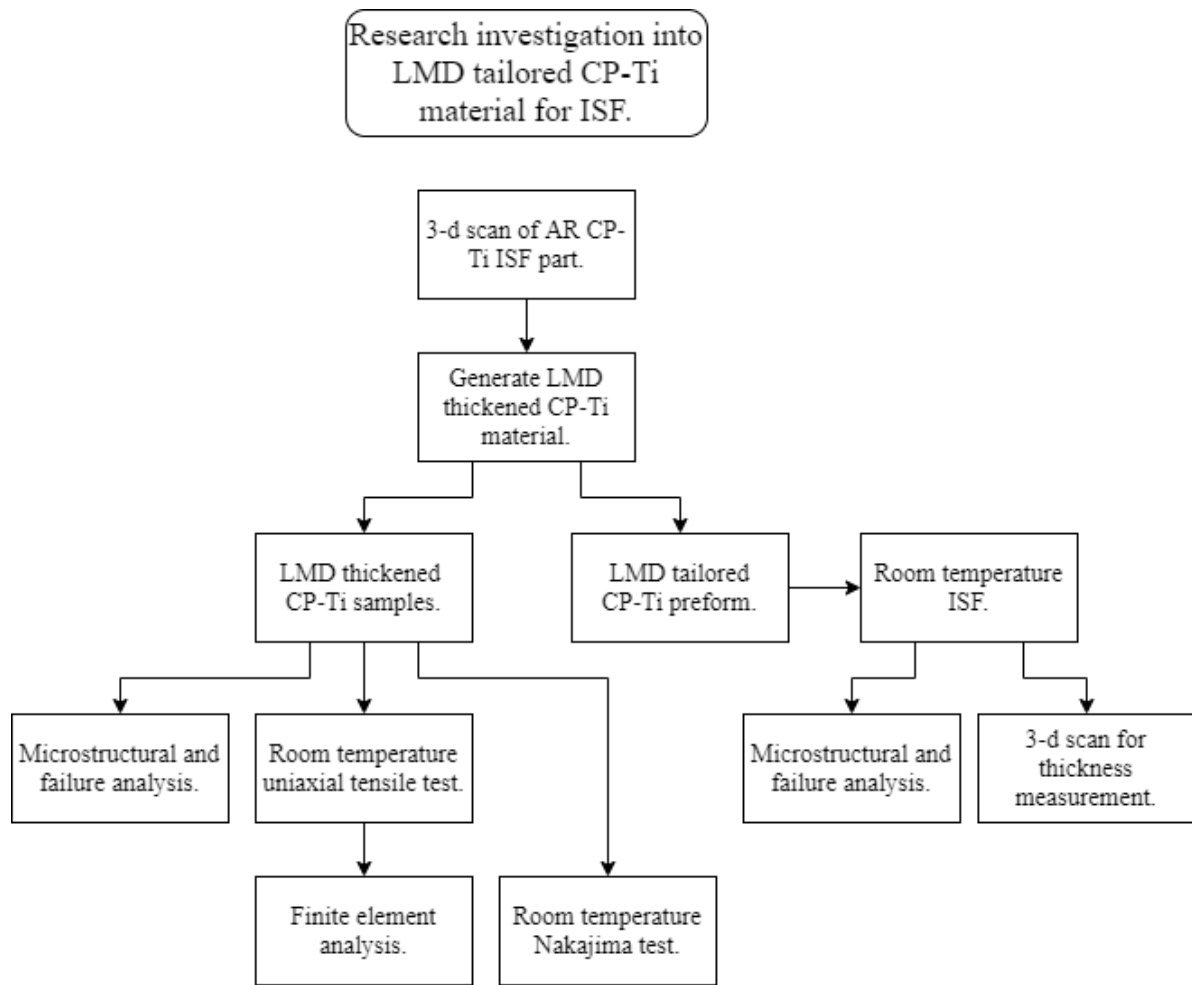 Research investigation into
LMD tailored CP-Ti
material for ISF.
3-d scan of AR CP-
Ti ISF part.
Generate LMD
thickened CP-Ti
material.
LMD thickened
CP-Ti samples.
LMD tailored
CP-Ti preform.
Room temperature
ISF.
Microstructural and
failure analysis.
Room temperature
uniaxial tensile test.
Microstructural and
failure analysis.
3-d scan for
thickness
measurement.
Finite element
analysis.
Room temperature
Nakajima test.